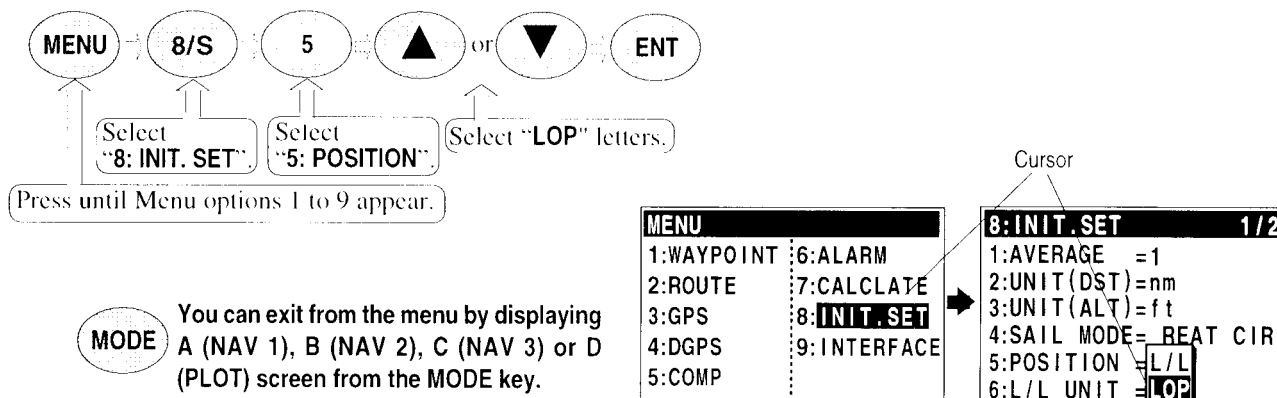 MENU 8/S 5 or ENT
Select
"8: INIT. SET".
Select
"5: POSITION".
Select "LOP" letters.
Press until Menu options 1 to 9 appear.
MODE
You can exit from the menu by displaying
A (NAV 1), B (NAV 2), C (NAV 3) or D
(PLOT) screen from the MODE key.
Cursor
MENU
1:WAYPOINT 6:ALARM
2:ROUTE 7:CALCLATE
3:GPS 8:INIT.SET
4:DGPS 9:INTERFACE
5:COMP
8:INIT.SET 1/2
1:AVERAGE =1
2:UNIT(DST)=nm
3:UNIT(ALT)=ft
4:SAIL MODE= REAT CIR
5:POSITION =L/L
6:L/L UNIT =LOP